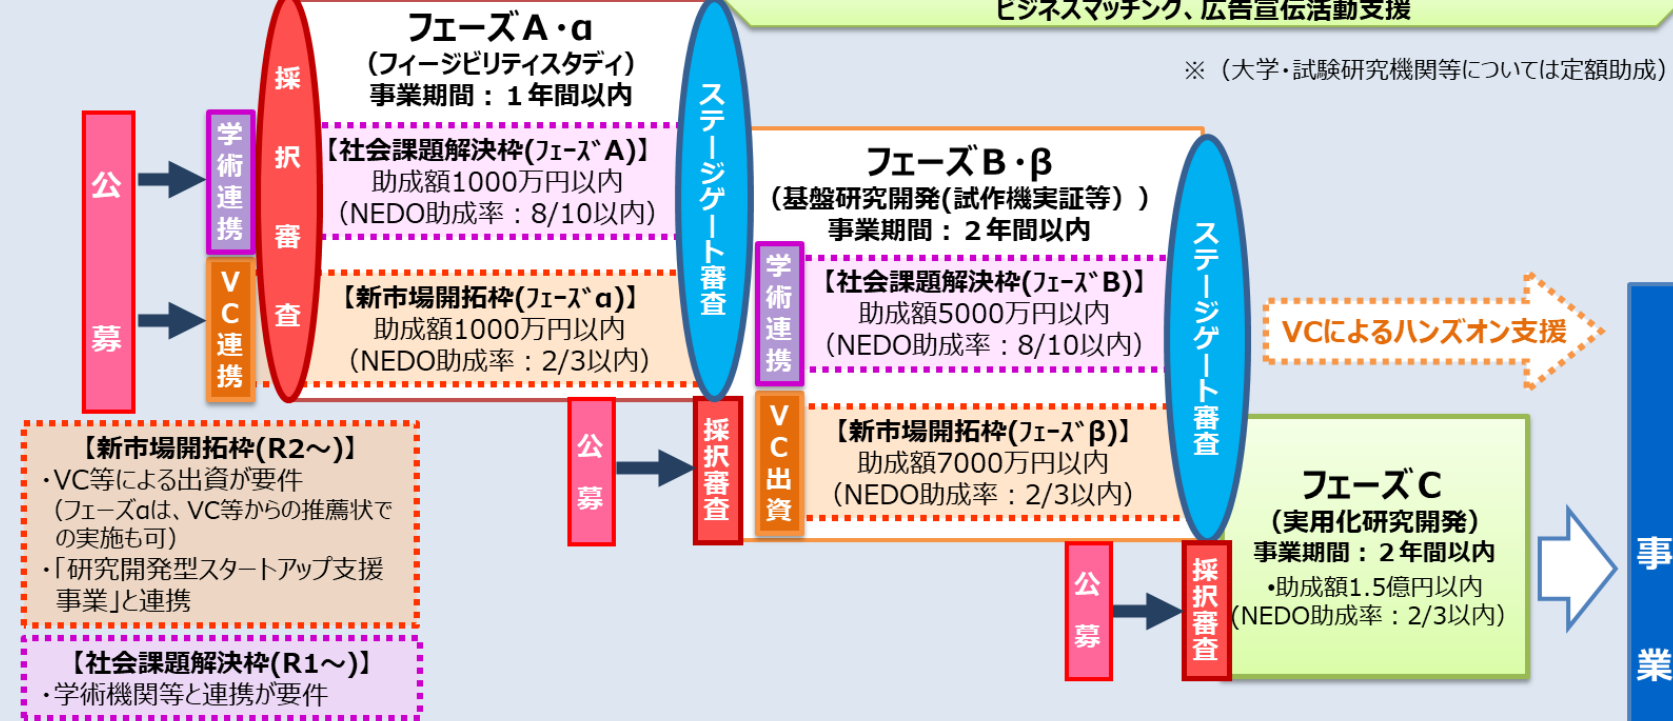 ビジネスマッチング、広告宣伝活動支援
※（大学・試験研究機関等については定額助成）
公募
学術連携
VC連携
採択審査
フェーズA・α
（フィージビリティスタディ）
事業期間：１年間以内
【社会課題解決枠(ﾌｪｰｽﾞA)】
助成額1000万円以内
（NEDO助成率：8/10以内）
【新市場開拓枠(ﾌｪｰｽﾞα)】
助成額1000万円以内
（NEDO助成率：2/3以内）
ステージゲート審査
公募
採択審査
フェーズB・β
（基盤研究開発(試作機実証等））
事業期間：２年間以内
学術連携
【社会課題解決枠(ﾌｪｰｽﾞB)】
助成額5000万円以内
（NEDO助成率：8/10以内）
VC出資
【新市場開拓枠(ﾌｪｰｽﾞβ)】
助成額7000万円以内
（NEDO助成率：2/3以内）
ステージゲート審査
VCによるハンズオン支援
公募
採択審査
フェーズC
（実用化研究開発）
事業期間：２年間以内
•助成額1.5億円以内
（NEDO助成率：2/3以内）
事業
【新市場開拓枠(R2～)】
・VC等による出資が要件
（フェーズαは、VC等からの推薦状で
の実施も可）
・「研究開発型スタートアップ支援
事業」と連携
【社会課題解決枠(R1～)】
・学術機関等と連携が要件